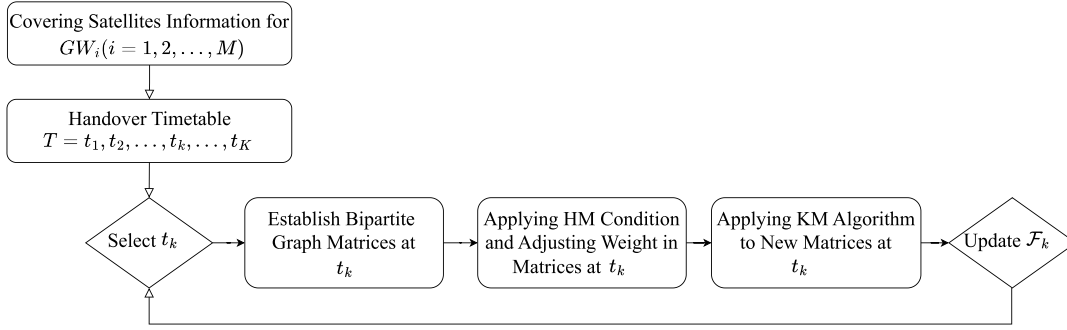 Covering Satellites Information for
GW_i(i = 1, 2, . . . , M)
Handover Timetable
T = t_1, t_2, . . . , t_k, . . . , t_K
Select t_k
Establish Bipartite
Graph Matrices at
t_k
Applying HM Condition
and Adjusting Weight in
Matrices at t_k
Applying KM Algorithm
to New Matrices at
t_k
Update ℱ_k